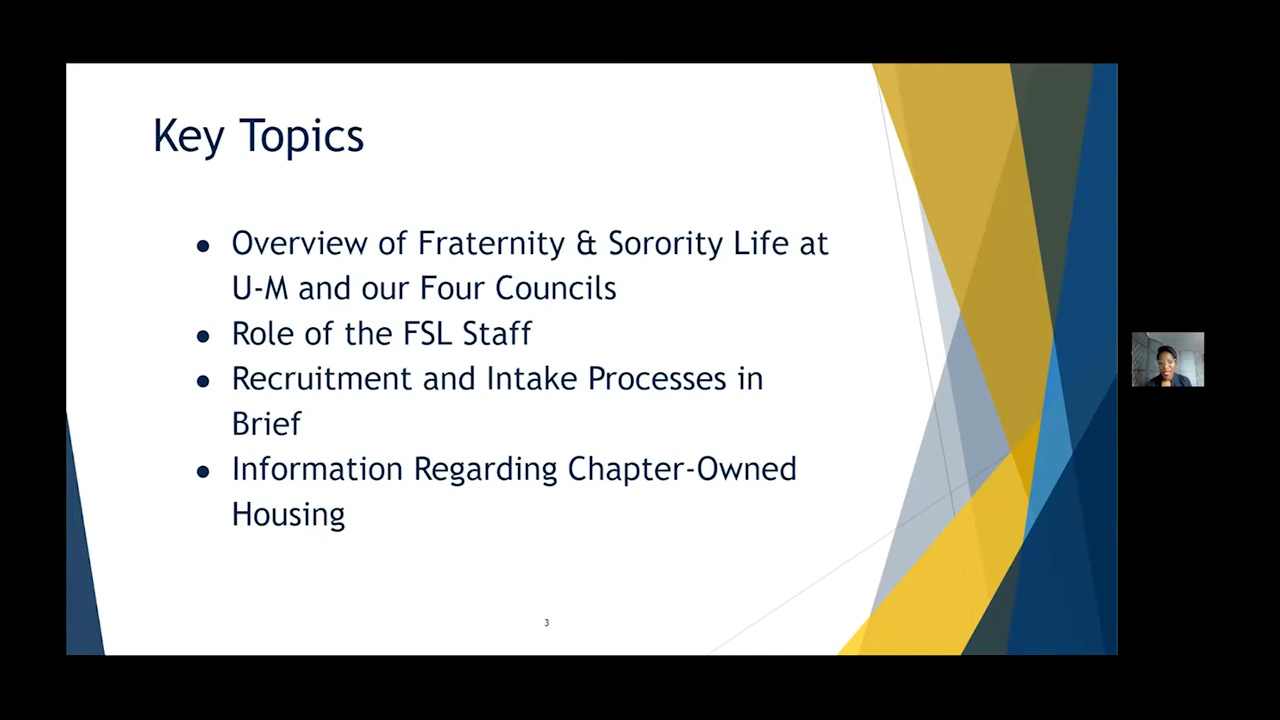 Key Topics
● Overview of Fraternity & Sorority Life at
U-M and our Four Councils
● Role of the FSL Staff
● Recruitment and Intake Processes in
Brief
● Information Regarding Chapter-Owned
Housing
3